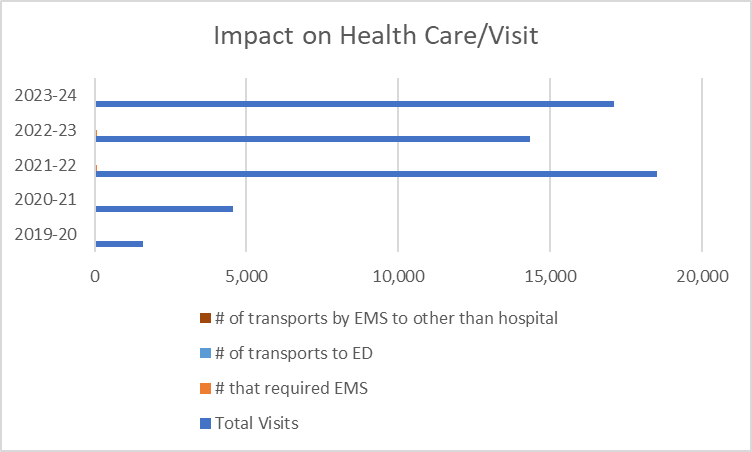 Impact on Health Care/Visit
2023-24
2022-23
2021-22
2020-21
2019-20
0 5,000 10,000 15,000 20,000
# of transports by EMS to other than hospital
# of transports to ED
# that required EMS
Total Visits